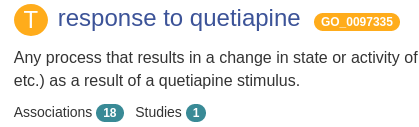 T response to quetiapine GO_0097335
Any process that results in a change in state or activity of
etc.) as a result of a quetiapine stimulus.
Associations 18 Studies 1